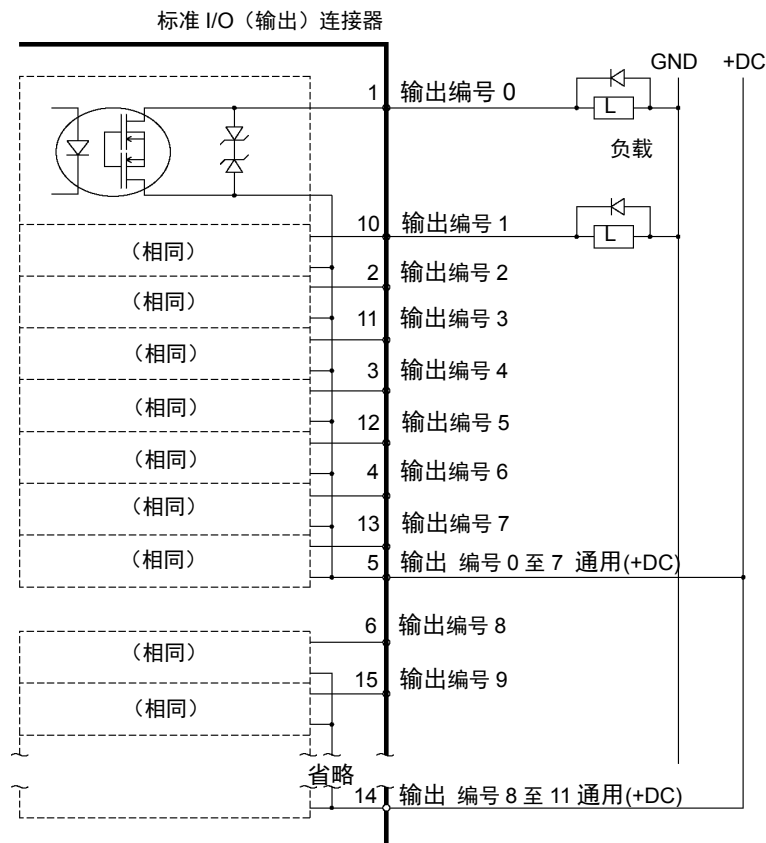 标准 I/O（输出）连接器
GND +DC
1 输出编号 0
L
负载
10 输出编号 1
L
（相同）
2 输出编号 2
（相同）
11 输出编号 3
（相同）
3 输出编号 4
（相同）
12 输出编号 5
（相同）
4 输出编号 6
（相同）
13 输出编号 7
（相同）
5 输出 编号 0 至 7 通用(+DC)
6 输出编号 8
（相同）
15 输出编号 9
（相同）
省略
14 输出 编号 8 至 11 通用(+DC)